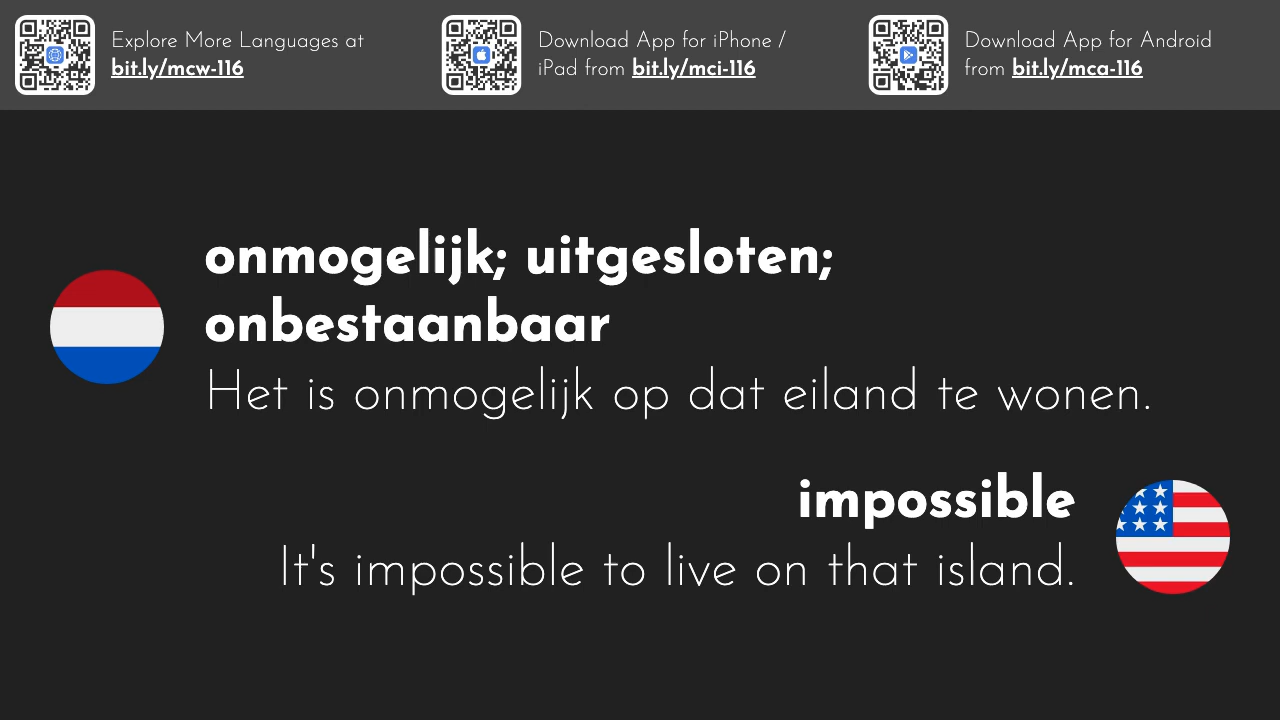 Explore More Languages at
bit.ly/mcw-116
Download App for iPhone /
iPad from bit.ly/mci-116
Download App for Android
from bit.ly/mca-116
onmogelijk; uitgesloten;
onbestaanbaar
Het is onmogelijk op dat eiland te wonen.
impossible
It's impossible to live on that island.